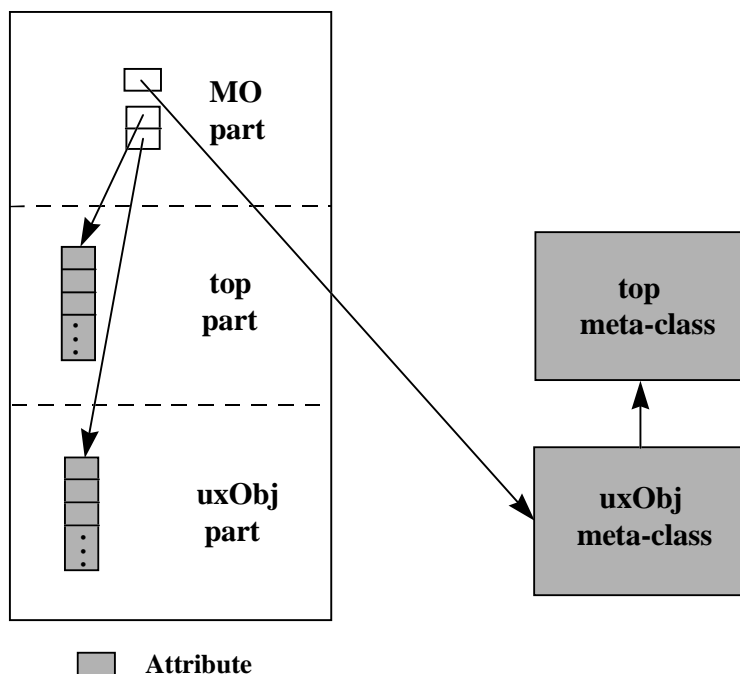 MO
part
top
part
top
meta-class
uxObj
part
uxObj
meta-class
Attribute